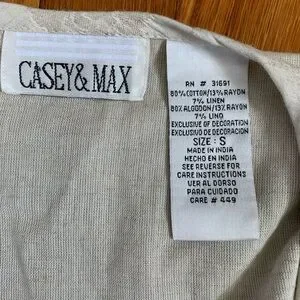 CASEY & MAX
RN # 31691
80% COTTON/13% RAYON
7% LINEN
80% ALGODON/13% RAYON
7% LINO
EXCLUSIVE OF DECORATION
EXCLUSIVO DE DECORACION
SIZE : S
MADE IN INDIA
HECHO EN INDIA
SEE REVERSE FOR
CARE INSTRUCTIONS
VER AL DORSO
PARA CUIDADO
CARE # 449